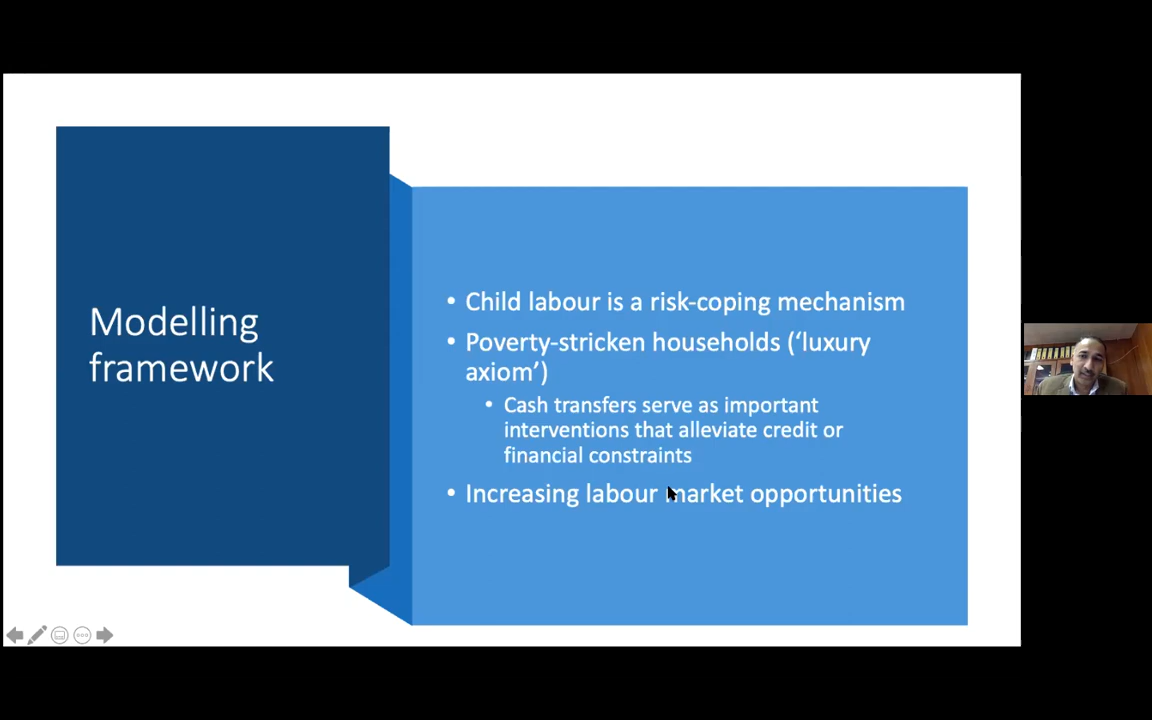 Modelling
framework
• Child labour is a risk-coping mechanism
• Poverty-stricken households (‘luxury
axiom’)
• Cash transfers serve as important
interventions that alleviate credit or
financial constraints
• Increasing labour market opportunities